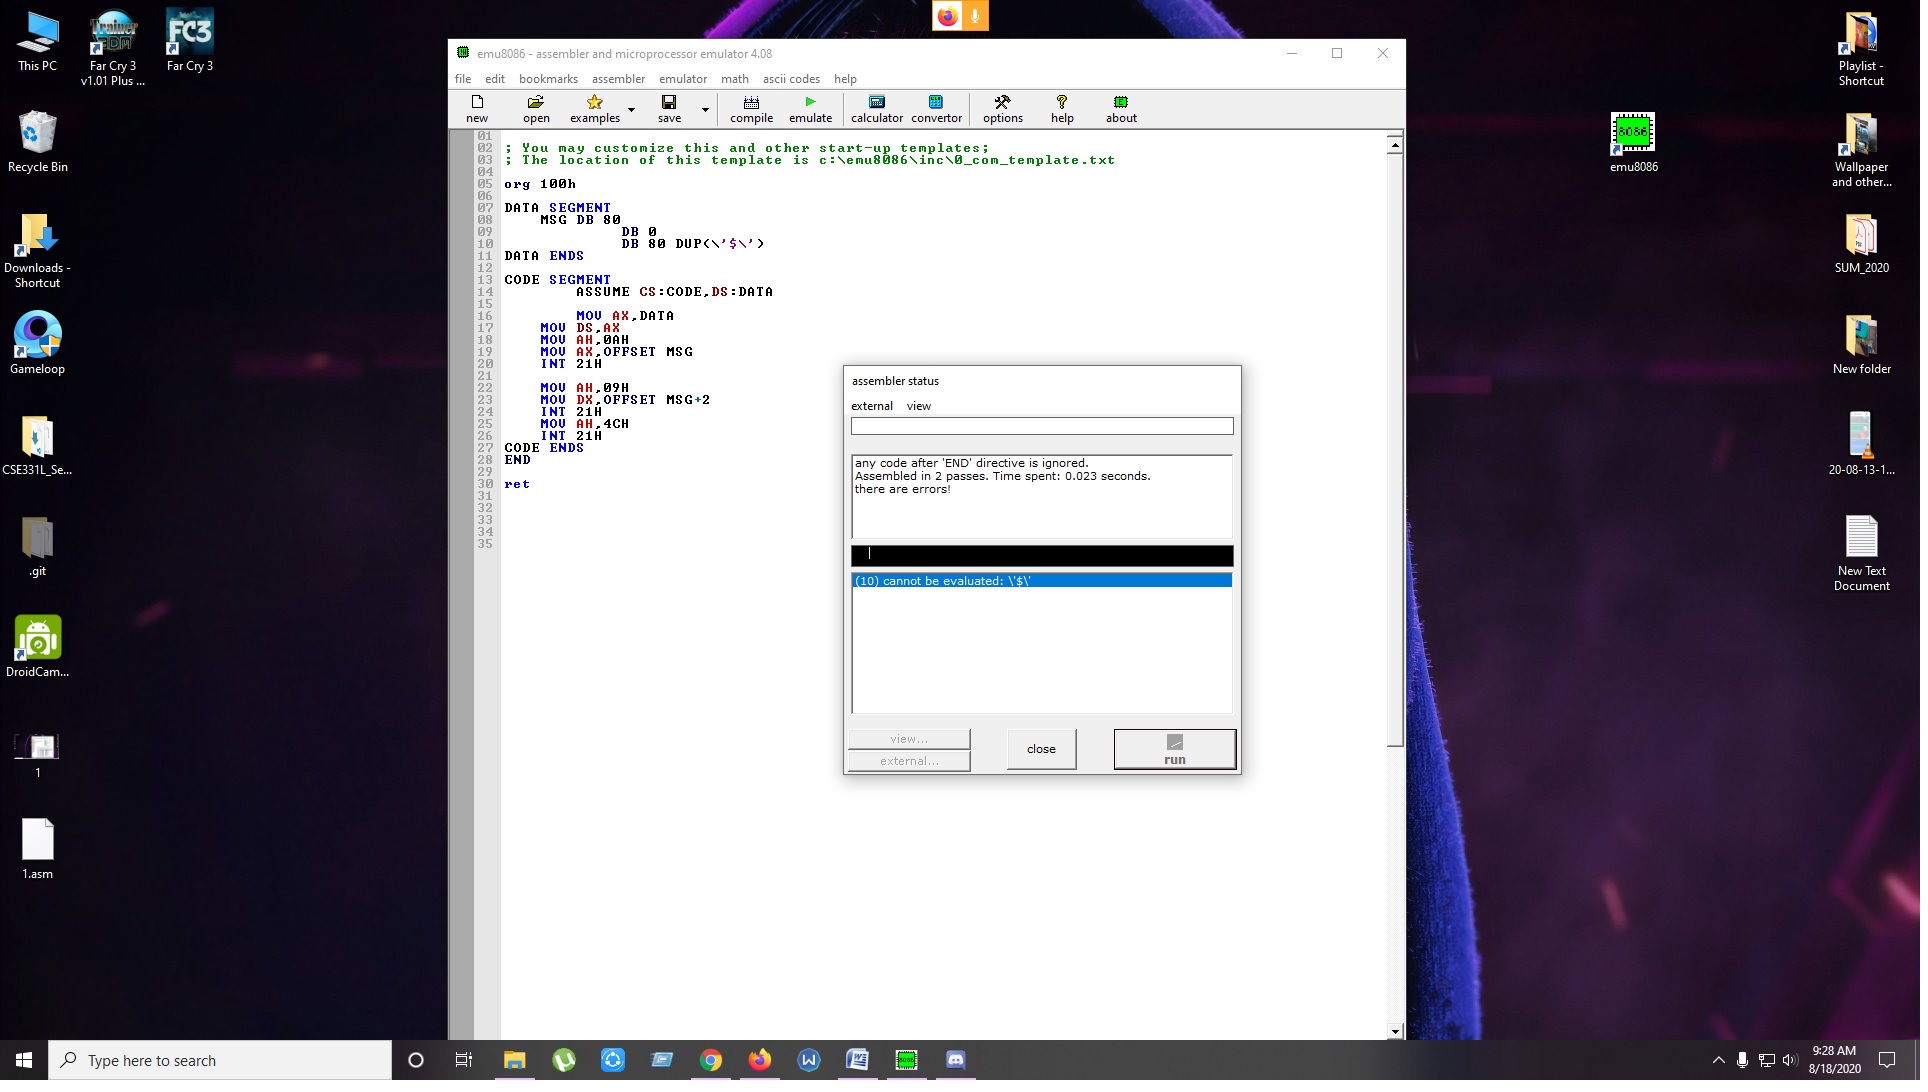 This PC
Far Cry 3
v1.01 Plus ...
FC3
Far Cry 3
Recycle Bin
Downloads -
Shortcut
Gameloop
CSE331L_Se...
.git
DroidCam...
1
1.asm
emu8086 - assembler and microprocessor emulator 4.08
file edit bookmarks assembler emulator math ascii codes help
new open examples save compile emulate calculator convertor options help about
01
02 ; You may customize this and other start-up templates;
03 ; The location of this template is c:\emu8086\inc\0_com_template.txt
04
05 org 100h
06
07 DATA SEGMENT
08 MSG DB 80
09 DB 0
10 DB 80 DUP(\'$\')
11 DATA ENDS
12
13 CODE SEGMENT
14 ASSUME CS:CODE,DS:DATA
15
16 MOV AX,DATA
17 MOV DS,AX
18 MOV AH,0AH
19 MOV AX,OFFSET MSG
20 INT 21H
21
22 MOV AH,09H
23 MOV DX,OFFSET MSG+2
24 INT 21H
25 MOV AH,4CH
26 INT 21H
27 CODE ENDS
28 END
29
30 ret
31
32
33
34
35
assembler status
external view
any code after 'END' directive is ignored.
Assembled in 2 passes. Time spent: 0.023 seconds.
there are errors!
(10) cannot be evaluated: \'$\'
view...
external...
close
run
8086
emu8086
Playlist -
Shortcut
Wallpaper
and other...
SUM_2020
New folder
20-08-13-1...
New Text
Document
Type here to search
9:28 AM
8/18/2020